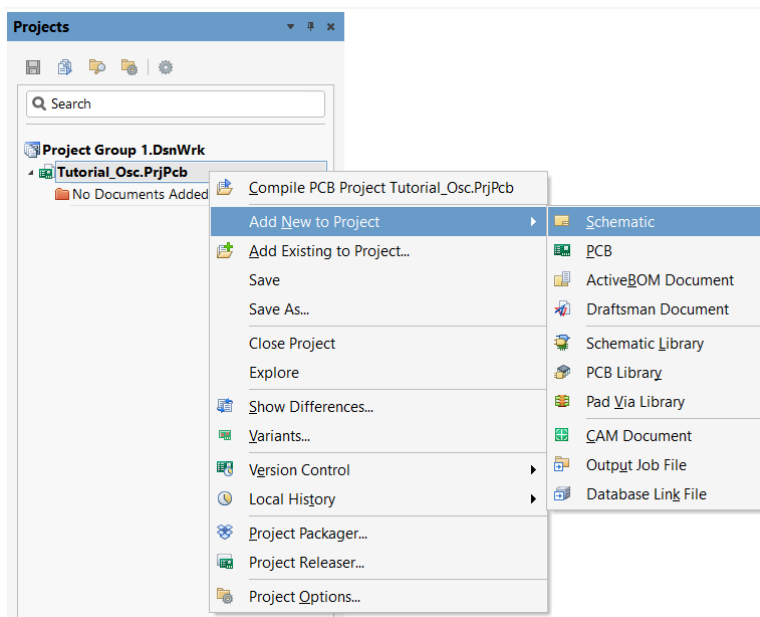 Projects
Search
Project Group 1.DsnWrk
Tutorial_Osc.PrjPcb
No Documents Added
Compile PCB Project Tutorial_Osc.PrjPcb
Add New to Project
Add Existing to Project...
Save
Save As...
Close Project
Explore
Show Differences...
Variants...
Version Control
Local History
Project Packager...
Project Releaser...
Project Options...
Schematic
PCB
ActiveBOM Document
Draftsman Document
Schematic Library
PCB Library
Pad Via Library
CAM Document
Output Job File
Database Link File